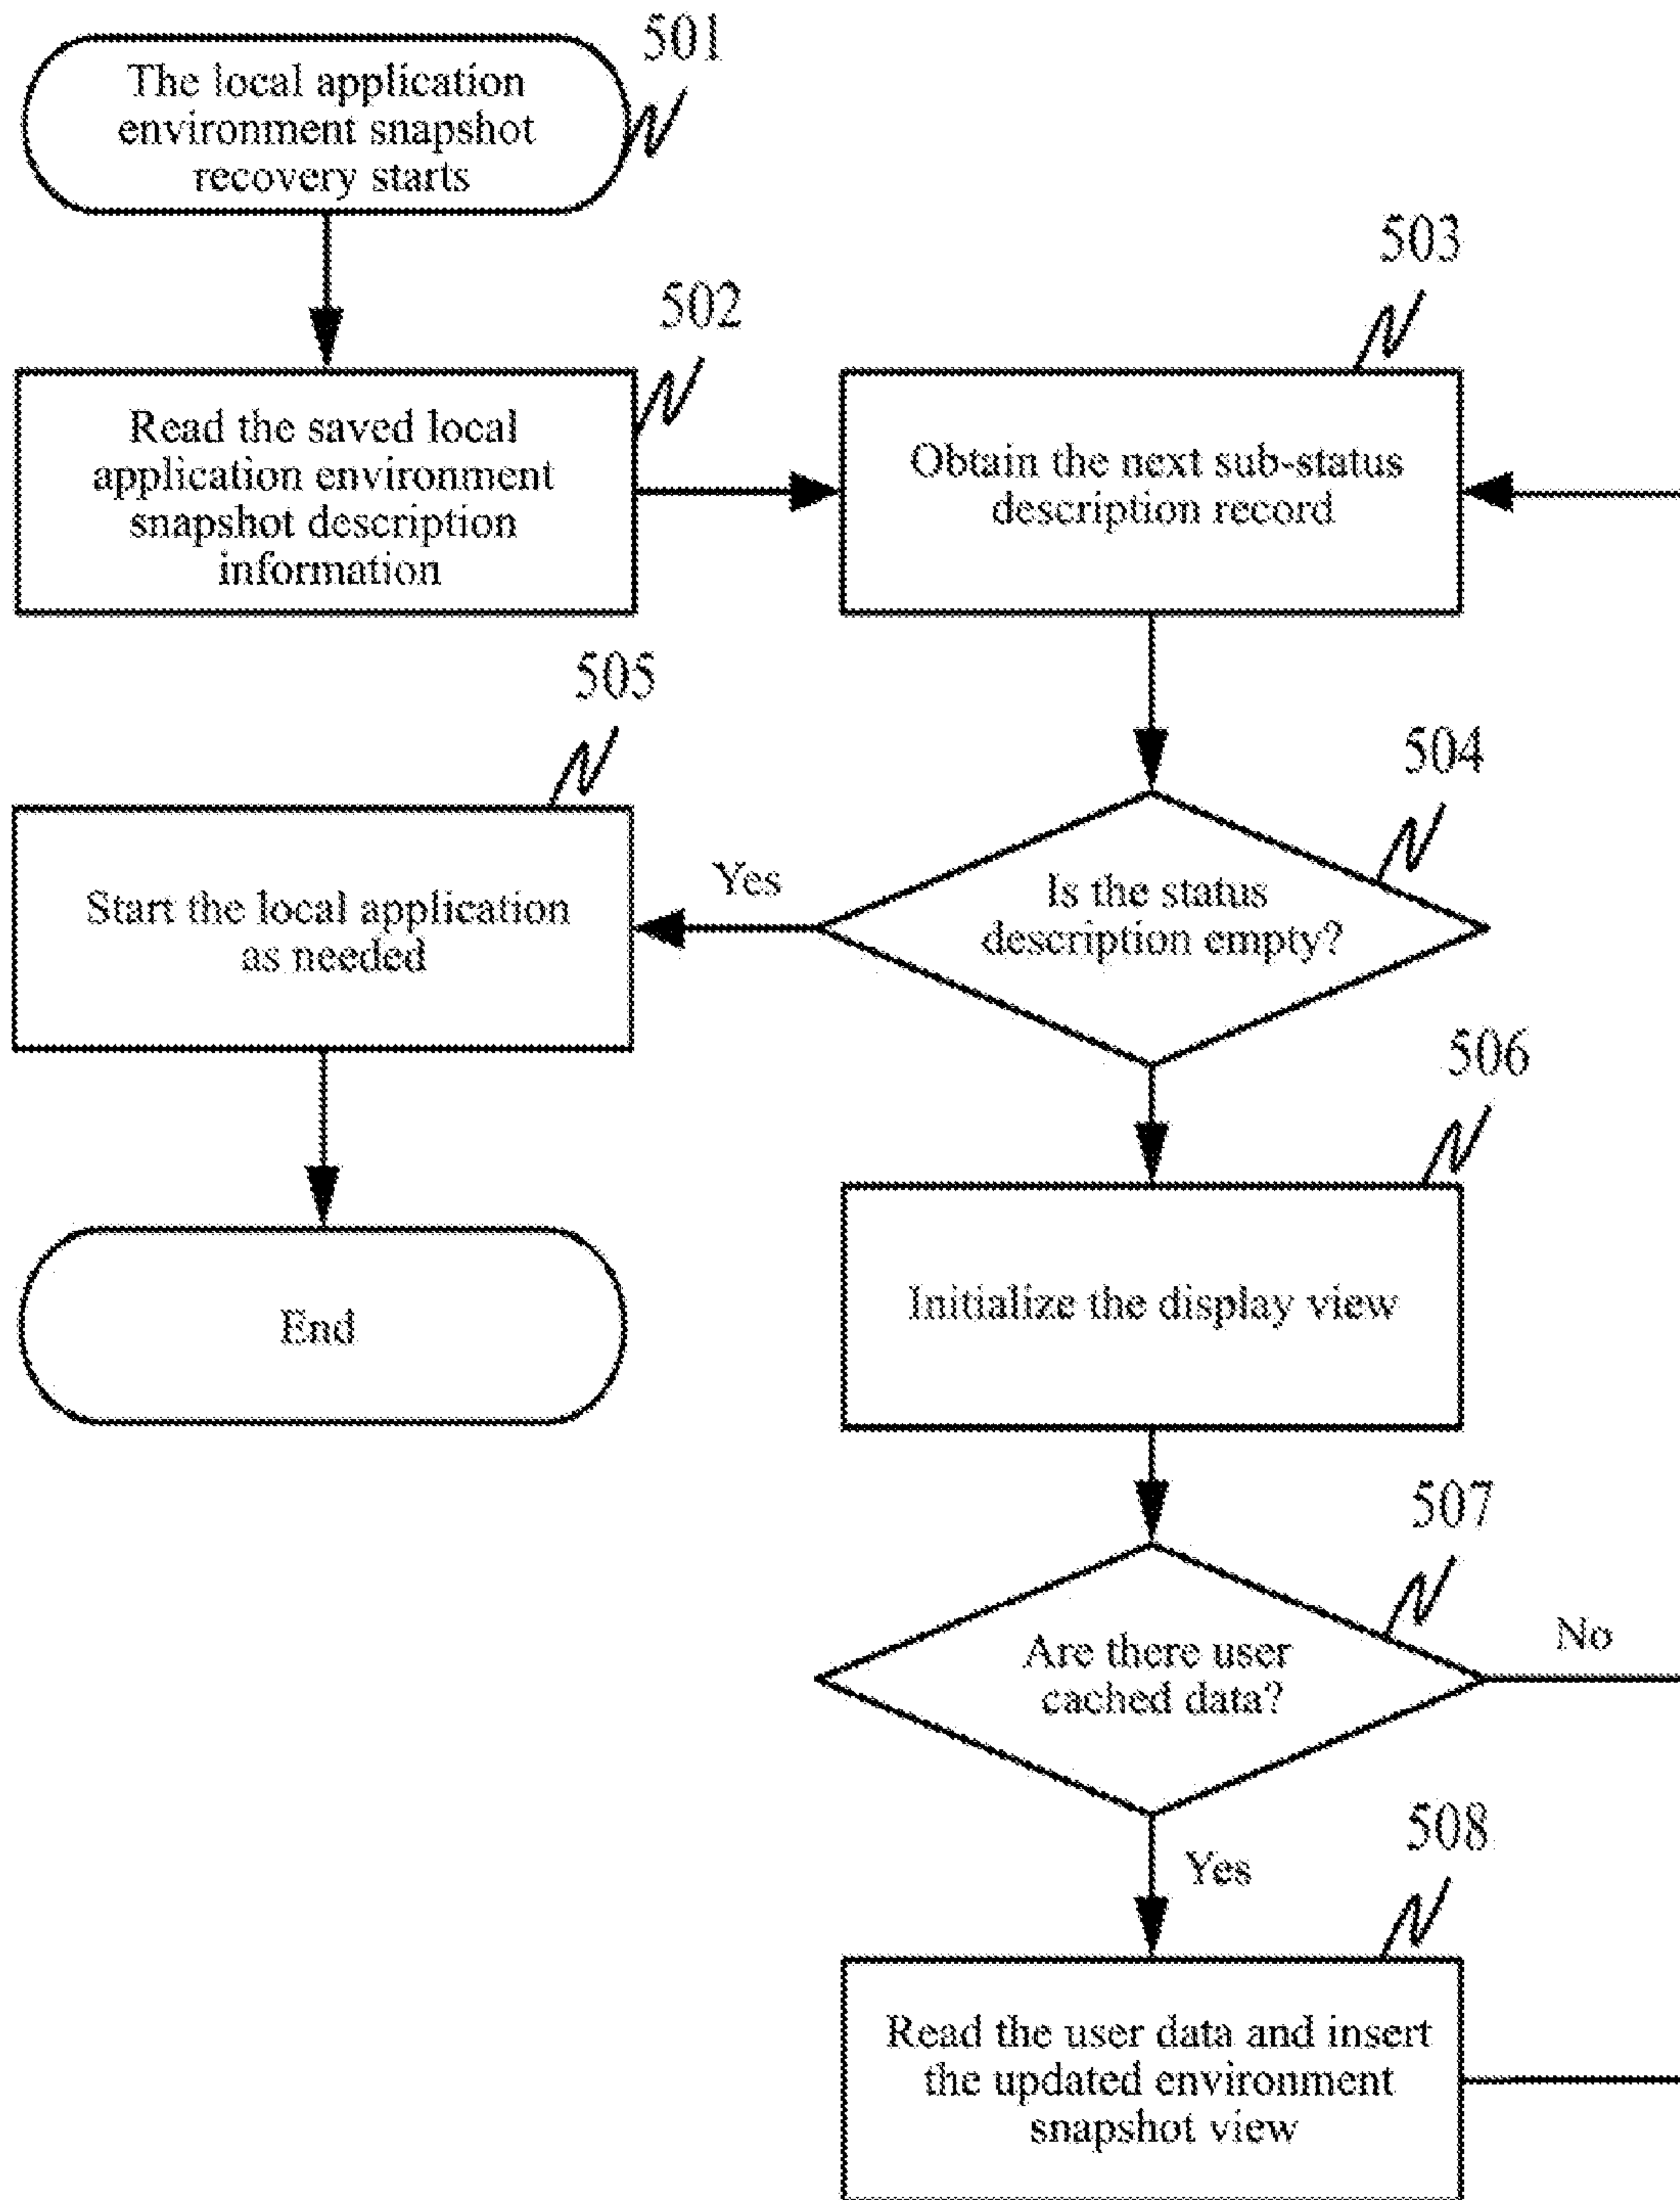 501
The local application
environment snapshot
recovery starts
503
502
Read the saved local
application environment
snapshot description
information
Obtain the next sub-status
description record
505
504
Start the local application
as needed
Yes
Is the status
description empty?
506
End
Initialize the display view
507
Are there user
cached data?
No
508
Yes
Read the user data and insert
the updated environment
snapshot view